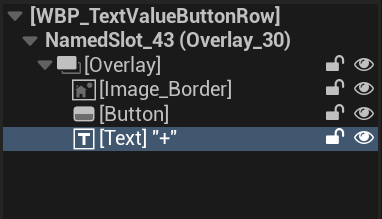 [WBP_TextValueButtonRow]
NamedSlot_43 (Overlay_30)
[Overlay]
[Image_Border]
[Button]
T [Text] "+"